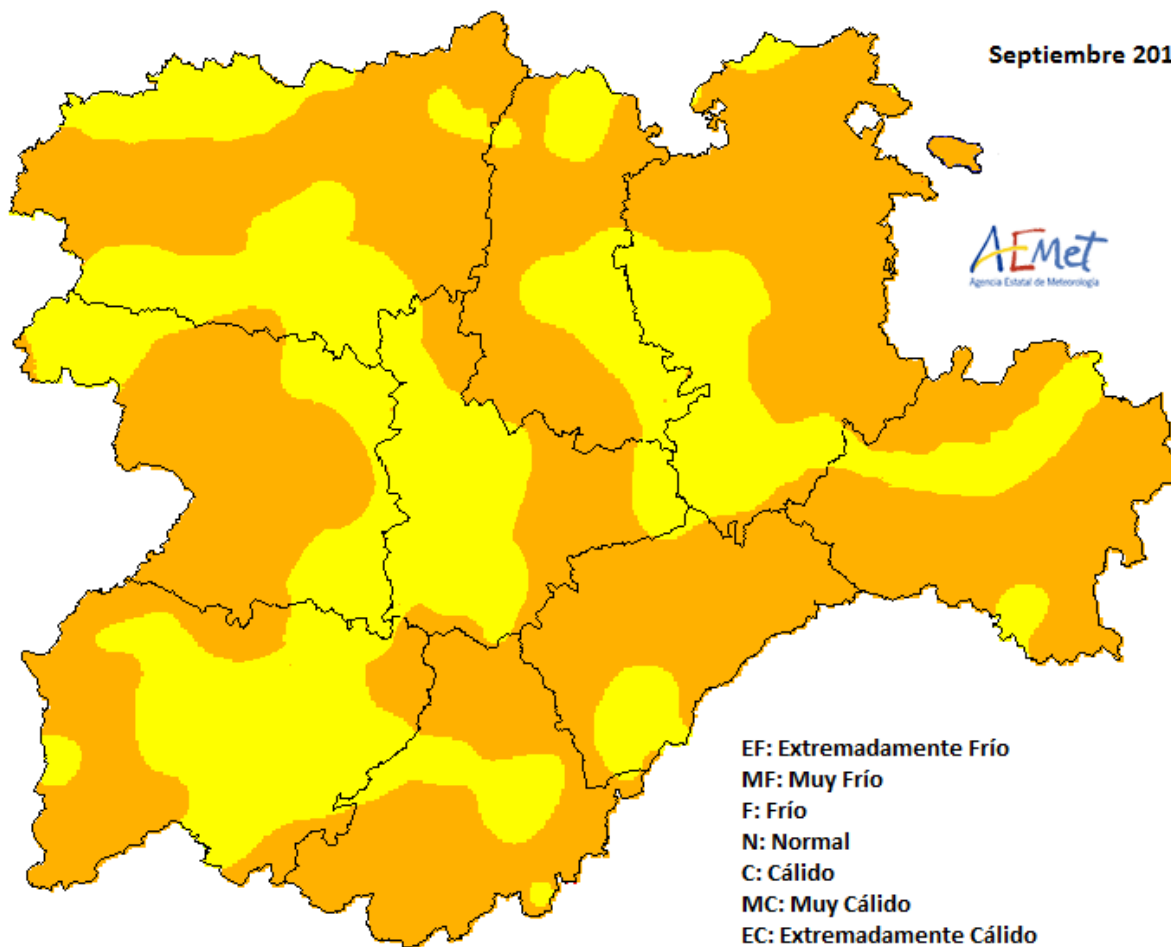 Septiembre 201
AEMet
Agencia Estatal de Meteorología
EF: Extremadamente Frío
MF: Muy Frío
F: Frío
N: Normal
C: Cálido
MC: Muy Cálido
EC: Extremadamente Cálido